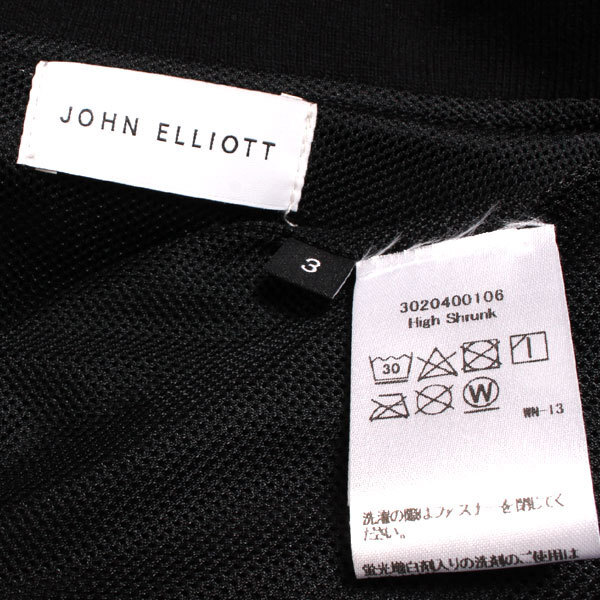 JOHN ELLIOTT
3
3020400106
High Shrunk
30
W
WW-13
洗濯の際はファスナーを閉じてく
ださい。
蛍光増白剤入りの洗剤のご使用は